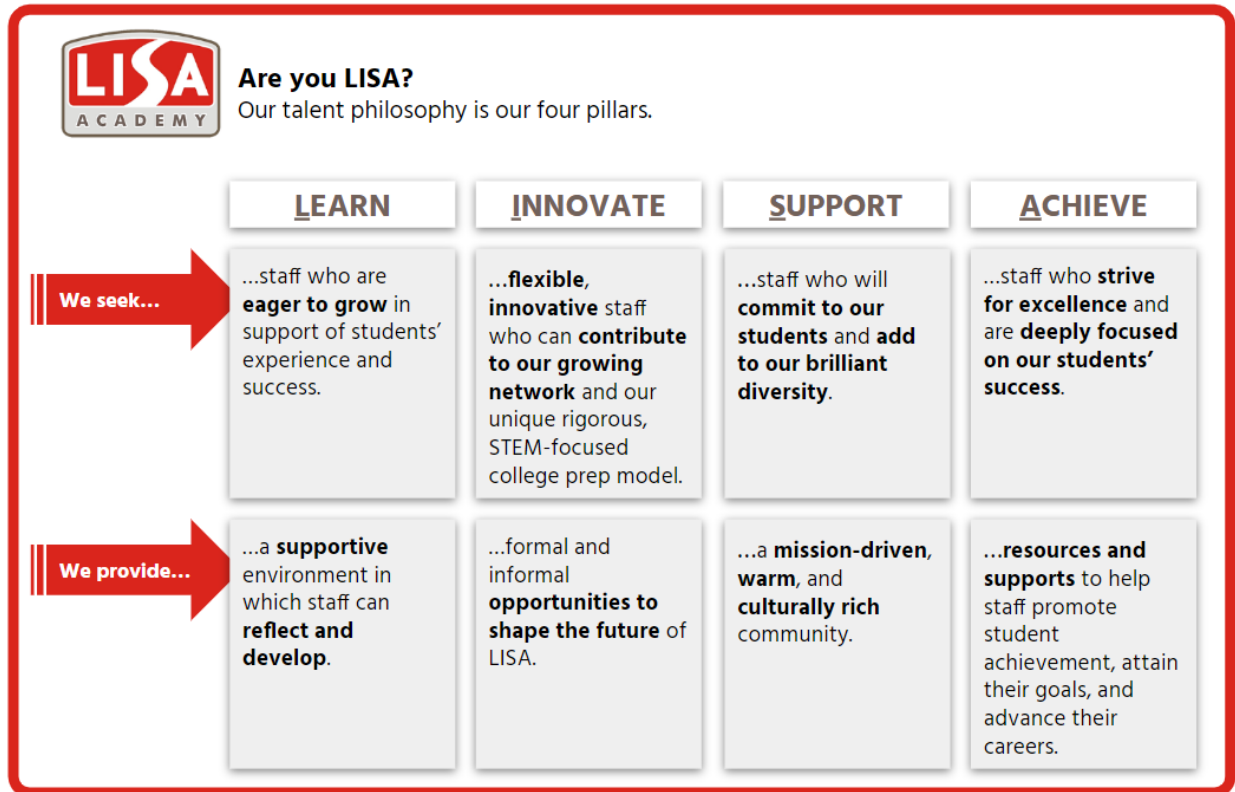 LISA
ACADEMY
Are you LISA?
Our talent philosophy is our four pillars.
LEARN
INNOVATE
SUPPORT
ACHIEVE
We seek...
...staff who are
eager to grow in
support of students'
experience and
success.
...flexible,
innovative staff
who can contribute
to our growing
network and our
unique rigorous,
STEM-focused
college prep model.
...staff who will
commit to our
students and add
to our brilliant
diversity.
...staff who strive
for excellence and
are deeply focused
on our students'
success.
We provide...
...a supportive
environment in
which staff can
reflect and
develop.
...formal and
informal
opportunities to
shape the future of
LISA.
...a mission-driven,
warm, and
culturally rich
community.
...resources and
supports to help
staff promote
student
achievement, attain
their goals, and
advance their
careers.